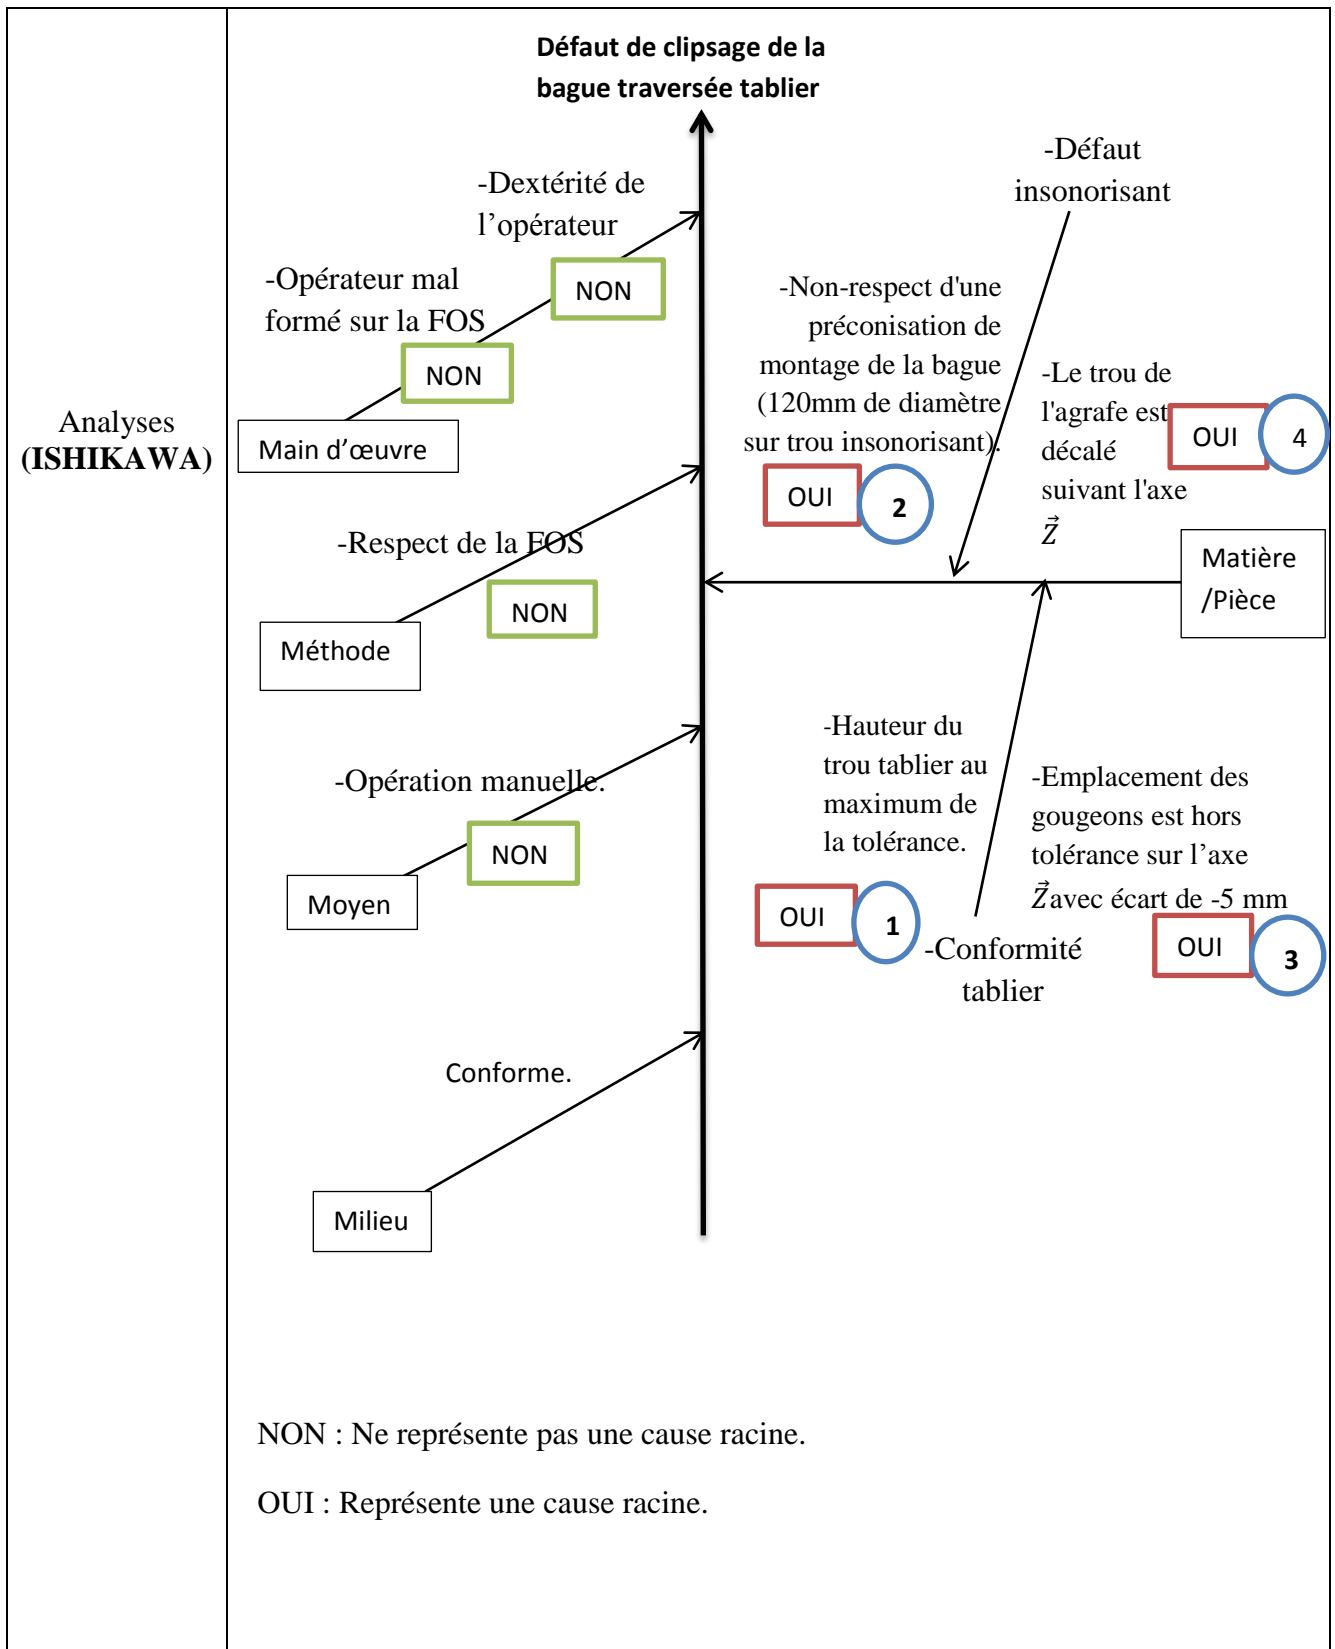 Analyses
(ISHIKAWA)
Défaut de clipsage de la
bague traversée tablier
-Dextérité de
l’opérateur
NON
-Opérateur mal
formé sur la FOS
NON
Main d’œuvre
-Respect de la FOS
NON
Méthode
-Opération manuelle.
NON
Moyen
Conforme.
Milieu
-Défaut
insonorisant
-Non-respect d'une
préconisation de
montage de la bague
(120mm de diamètre
sur trou insonorisant).
OUI
2
-Le trou de
l'agrafe est
décalé
suivant l'axe
Z⃗
OUI
4
Matière
/Pièce
-Hauteur du
trou tablier au
maximum de
la tolérance.
OUI
1
-Emplacement des
gougeons est hors
tolérance sur l’axe
Z⃗avec écart de -5 mm
OUI
3
-Conformité
tablier
NON : Ne représente pas une cause racine.
OUI : Représente une cause racine.